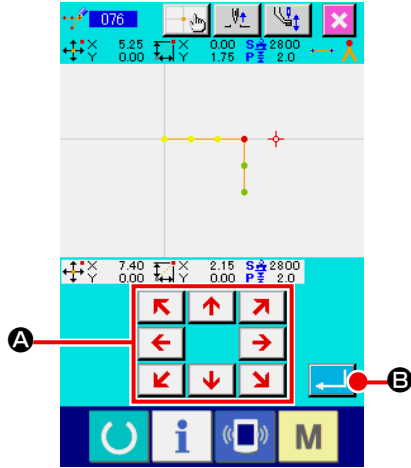 076
X 5.25 X 0.00 S 2800
Y 0.00 Y 1.75 P 2.0
X 7.40 X 2.15 S 2800
Y 0.00 Y 0.00 P 2.0
A
B
i M